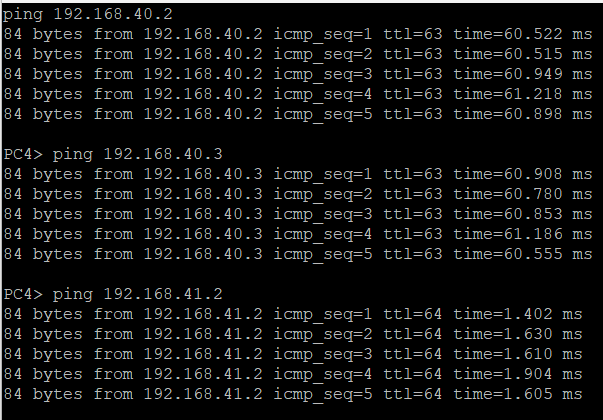 ping 192.168.40.2
84 bytes from 192.168.40.2 icmp_seq=1 ttl=63 time=60.522 ms
84 bytes from 192.168.40.2 icmp_seq=2 ttl=63 time=60.515 ms
84 bytes from 192.168.40.2 icmp_seq=3 ttl=63 time=60.949 ms
84 bytes from 192.168.40.2 icmp_seq=4 ttl=63 time=61.218 ms
84 bytes from 192.168.40.2 icmp_seq=5 ttl=63 time=60.898 ms

PC4> ping 192.168.40.3
84 bytes from 192.168.40.3 icmp_seq=1 ttl=63 time=60.908 ms
84 bytes from 192.168.40.3 icmp_seq=2 ttl=63 time=60.780 ms
84 bytes from 192.168.40.3 icmp_seq=3 ttl=63 time=60.853 ms
84 bytes from 192.168.40.3 icmp_seq=4 ttl=63 time=61.186 ms
84 bytes from 192.168.40.3 icmp_seq=5 ttl=63 time=60.555 ms

PC4> ping 192.168.41.2
84 bytes from 192.168.41.2 icmp_seq=1 ttl=64 time=1.402 ms
84 bytes from 192.168.41.2 icmp_seq=2 ttl=64 time=1.630 ms
84 bytes from 192.168.41.2 icmp_seq=3 ttl=64 time=1.610 ms
84 bytes from 192.168.41.2 icmp_seq=4 ttl=64 time=1.904 ms
84 bytes from 192.168.41.2 icmp_seq=5 ttl=64 time=1.605 ms